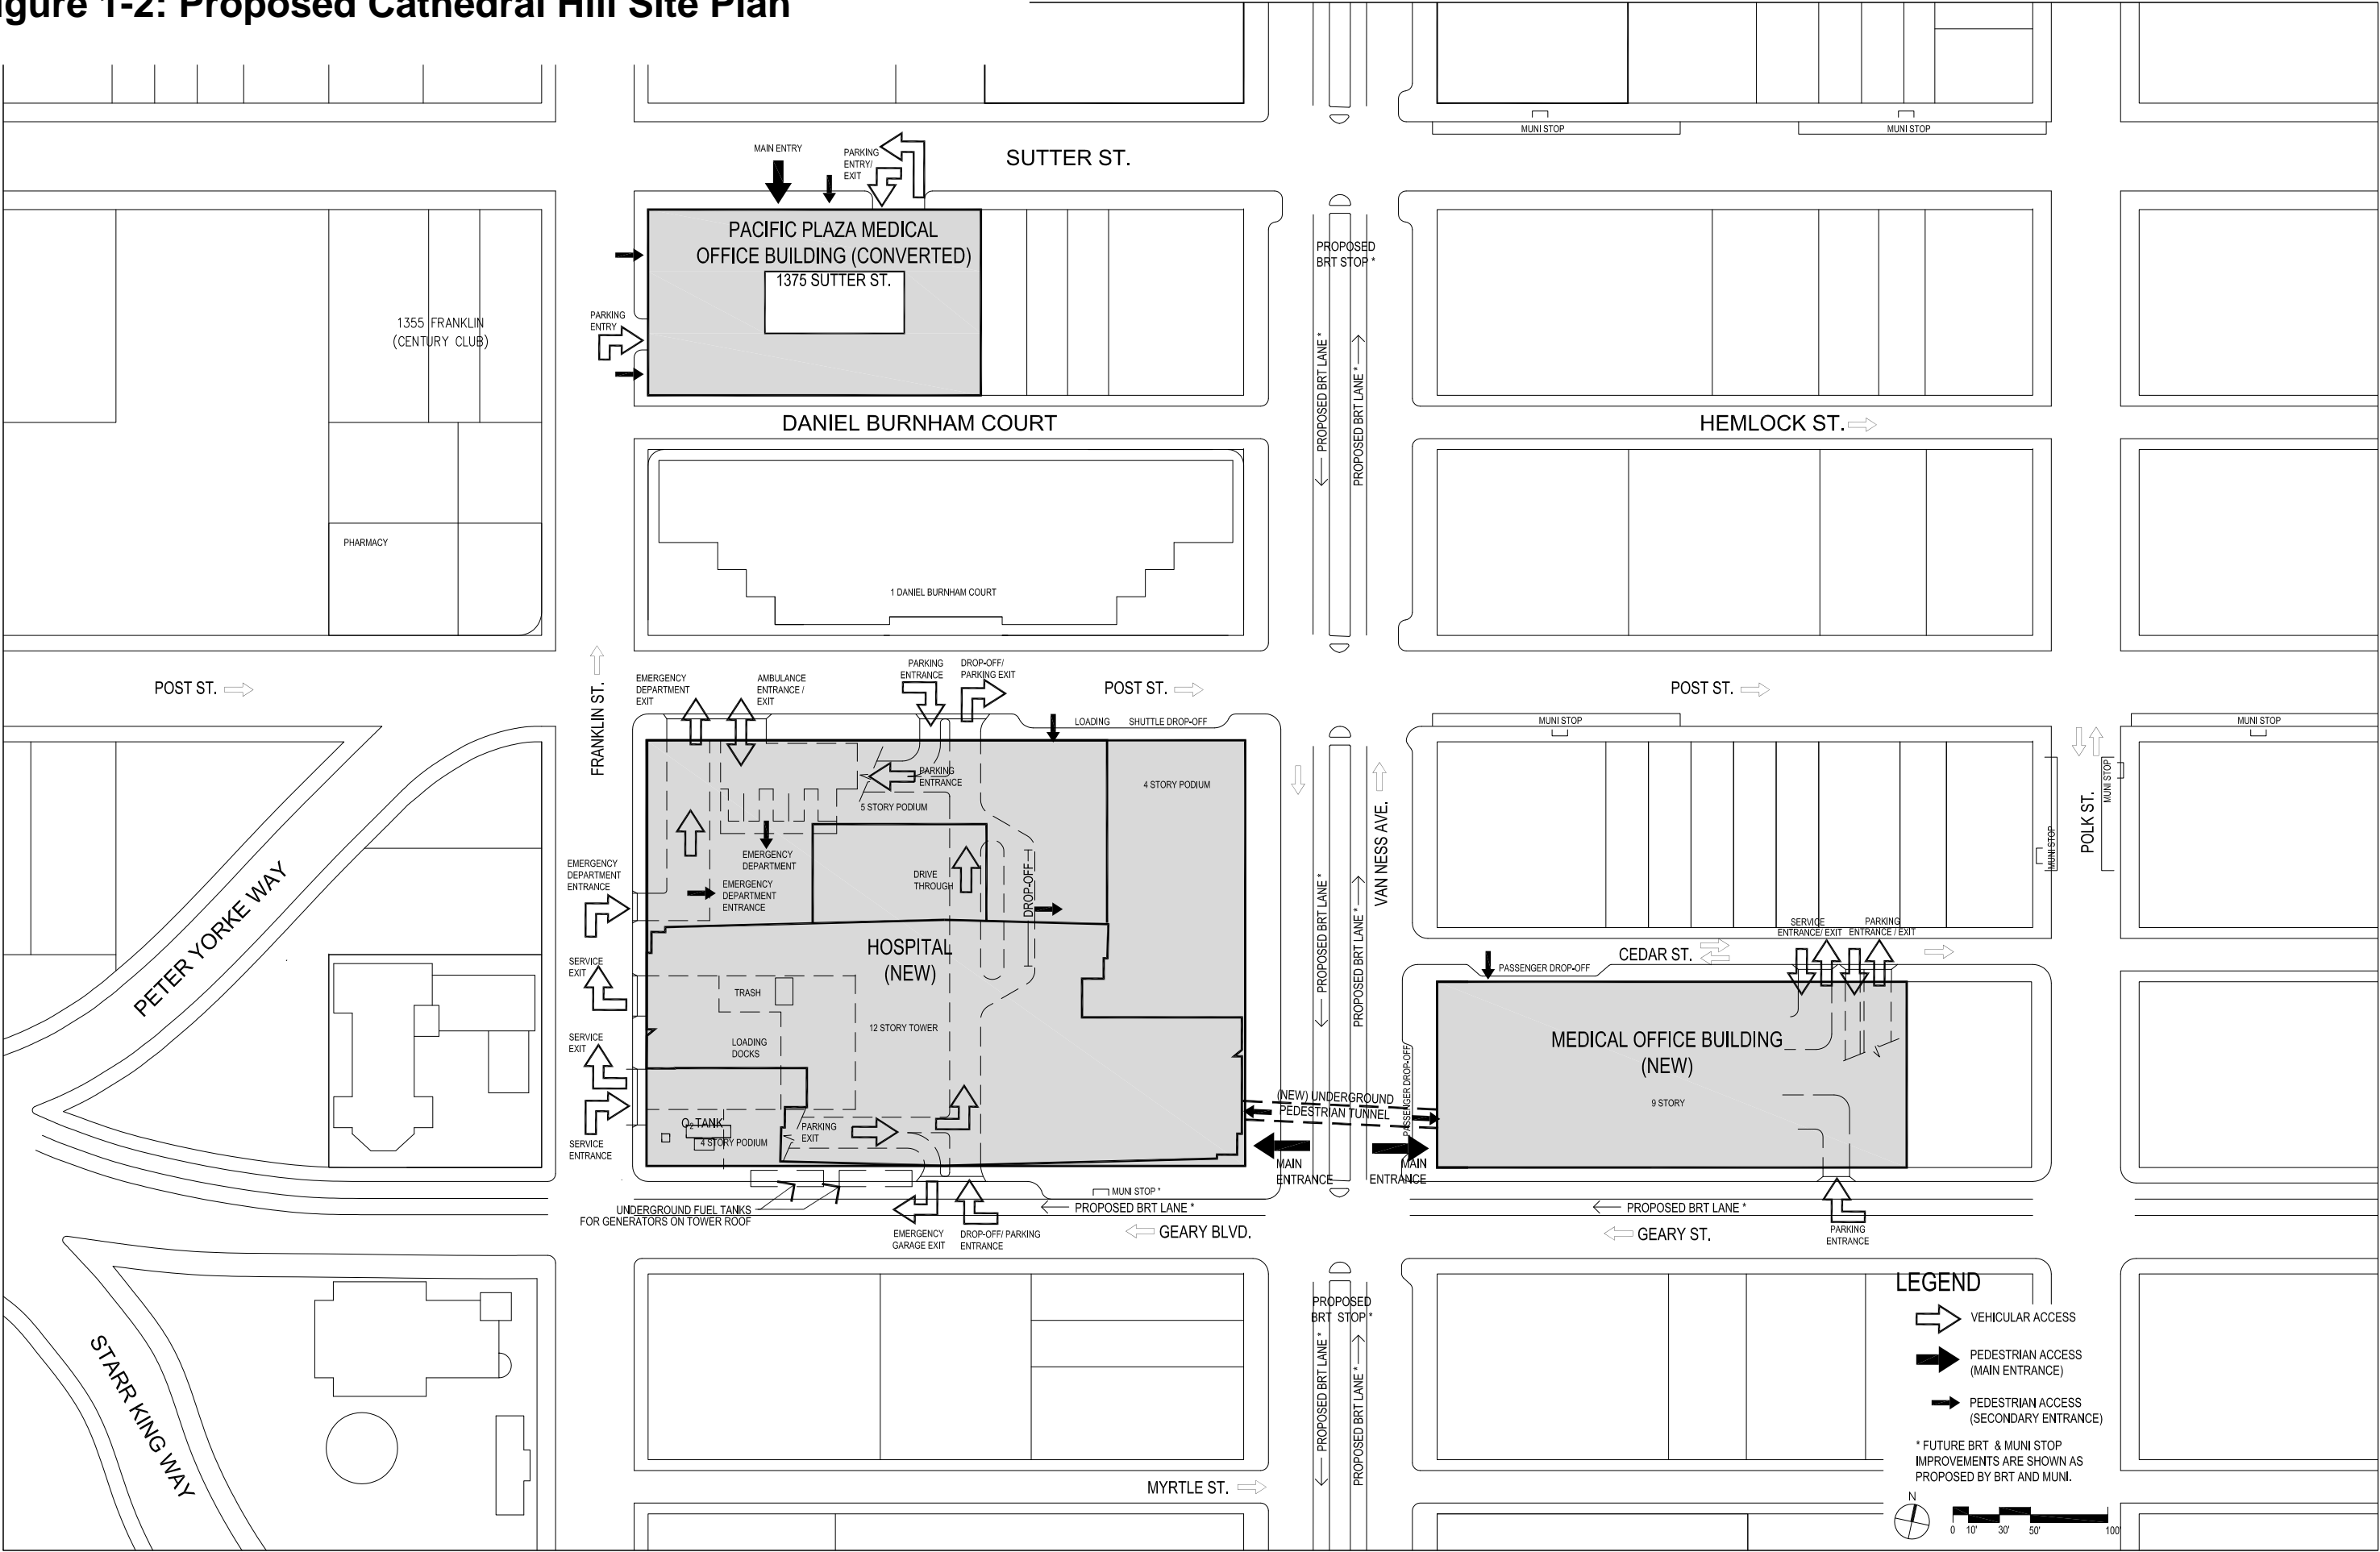 igure 1-2: Proposed Cathedral Hill Site Plan
MUNI STOP
MUNI STOP
MAIN ENTRY
PARKING
ENTRY/
EXIT
SUTTER ST.
PACIFIC PLAZA MEDICAL
OFFICE BUILDING (CONVERTED)
1375 SUTTER ST.
PROPOSED
BRT STOP *
1355 FRANKLIN
(CENTURY CLUB)
PARKING
ENTRY
PROPOSED BRT LANE *
PROPOSED BRT LANE *
DANIEL BURNHAM COURT
HEMLOCK ST.
PHARMACY
1 DANIEL BURNHAM COURT
POST ST.
FRANKLIN ST.
EMERGENCY
DEPARTMENT
EXIT
AMBULANCE
ENTRANCE /
EXIT
PARKING
ENTRANCE
DROP-OFF/
PARKING EXIT
POST ST.
POST ST.
LOADING
SHUTTLE DROP-OFF
MUNI STOP
MUNI STOP
PARKING
ENTRANCE
4 STORY PODIUM
5 STORY PODIUM
VAN NESS AVE.
MUNI STOP
MUNI STOP
POLK ST.
EMERGENCY
DEPARTMENT
EMERGENCY
DEPARTMENT
ENTRANCE
EMERGENCY
DEPARTMENT
ENTRANCE
DRIVE
THROUGH
DROP-OFF
PROPOSED BRT LANE *
PROPOSED BRT LANE *
PETER YORKE WAY
HOSPITAL
(NEW)
SERVICE
ENTRANCE/ EXIT
PARKING
ENTRANCE / EXIT
CEDAR ST.
PASSENGER DROP-OFF
SERVICE
EXIT
TRASH
12 STORY TOWER
SERVICE
EXIT
LOADING
DOCKS
MEDICAL OFFICE BUILDING
(NEW)
9 STORY
PASSENGER DROP-OFF
(NEW) UNDERGROUND
PEDESTRIAN TUNNEL
O2 TANK
4 STORY PODIUM
PARKING
EXIT
SERVICE
ENTRANCE
MAIN
ENTRANCE
MAIN
ENTRANCE
MUNI STOP *
PROPOSED BRT LANE *
PROPOSED BRT LANE *
UNDERGROUND FUEL TANKS
FOR GENERATORS ON TOWER ROOF
EMERGENCY
GARAGE EXIT
DROP-OFF/ PARKING
ENTRANCE
GEARY BLVD.
GEARY ST.
PARKING
ENTRANCE
PROPOSED
BRT STOP *
PROPOSED BRT LANE *
PROPOSED BRT LANE *
STARR KING WAY
MYRTLE ST.
LEGEND
VEHICULAR ACCESS
PEDESTRIAN ACCESS
(MAIN ENTRANCE)
PEDESTRIAN ACCESS
(SECONDARY ENTRANCE)
* FUTURE BRT & MUNI STOP
IMPROVEMENTS ARE SHOWN AS
PROPOSED BY BRT AND MUNI.
N
0 10' 30' 50' 100'